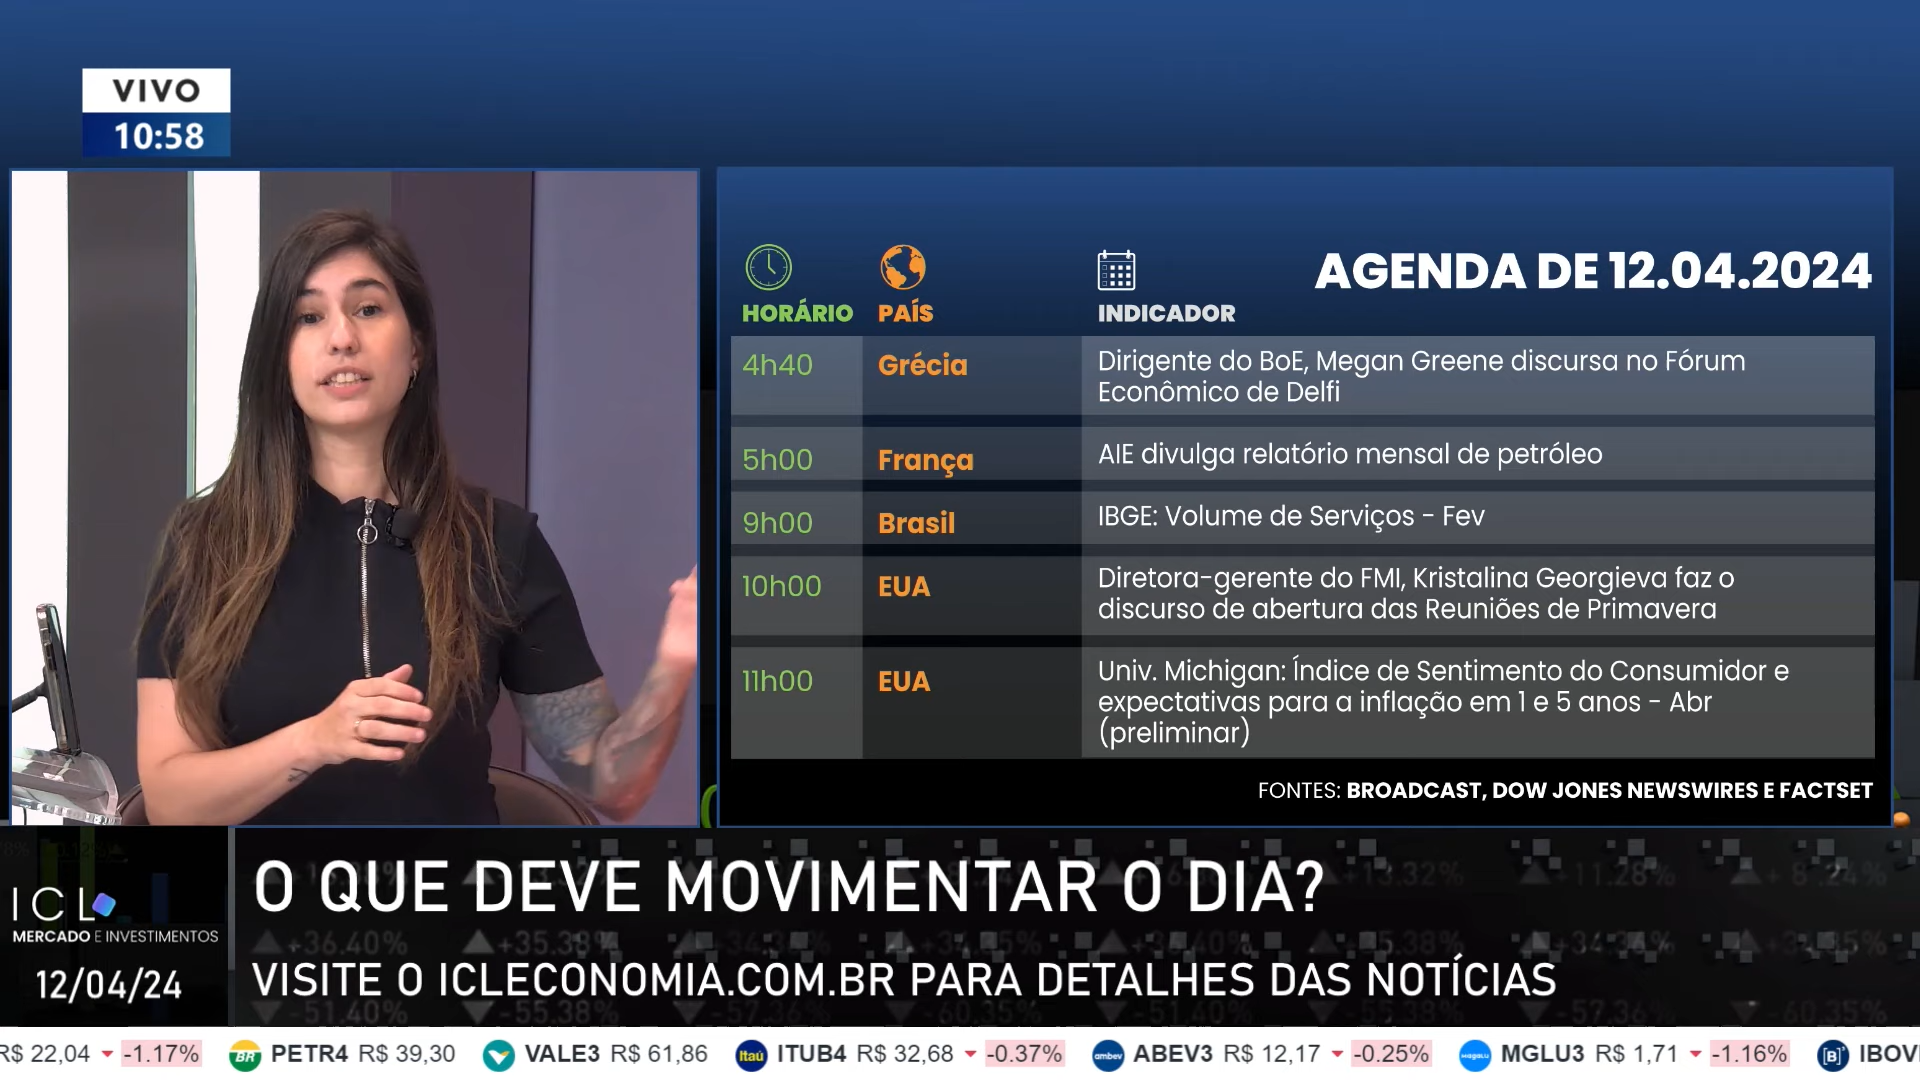 VIVO
10:58
AGENDA DE 12.04.2024
HORÁRIO PAÍS INDICADOR
4h40 Grécia Dirigente do BoE, Megan Greene discursa no Fórum
Econômico de Delfi
5h00 França AIE divulga relatório mensal de petróleo
9h00 Brasil IBGE: Volume de Serviços - Fev
10h00 EUA Diretora-gerente do FMI, Kristalina Georgieva faz o
discurso de abertura das Reuniões de Primavera
11h00 EUA Univ. Michigan: Índice de Sentimento do Consumidor e
expectativas para a inflação em 1 e 5 anos - Abr
(preliminar)
FONTES: BROADCAST, DOW JONES NEWSWIRES E FACTSET
ICL
MERCADO E INVESTIMENTOS
12/04/24
O QUE DEVE MOVIMENTAR O DIA?
VISITE O ICLECONOMIA.COM.BR PARA DETALHES DAS NOTÍCIAS
R$ 22,04 -1.17% BR PETR4 R$ 39,30 VALE3 R$ 61,86 Itaú ITUB4 R$ 32,68 -0.37% ambev ABEV3 R$ 12,17 -0.25% MagaLu MGLU3 R$ 1,71 -1.16% [B] IBOV